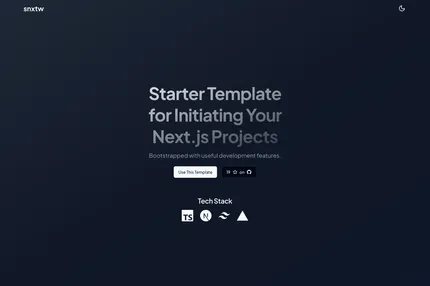 snxtw
Starter Template
for Initiating Your
Next.js Projects
Bootstrapped with useful development features.
Use This Template
on
Tech Stack
TS
N